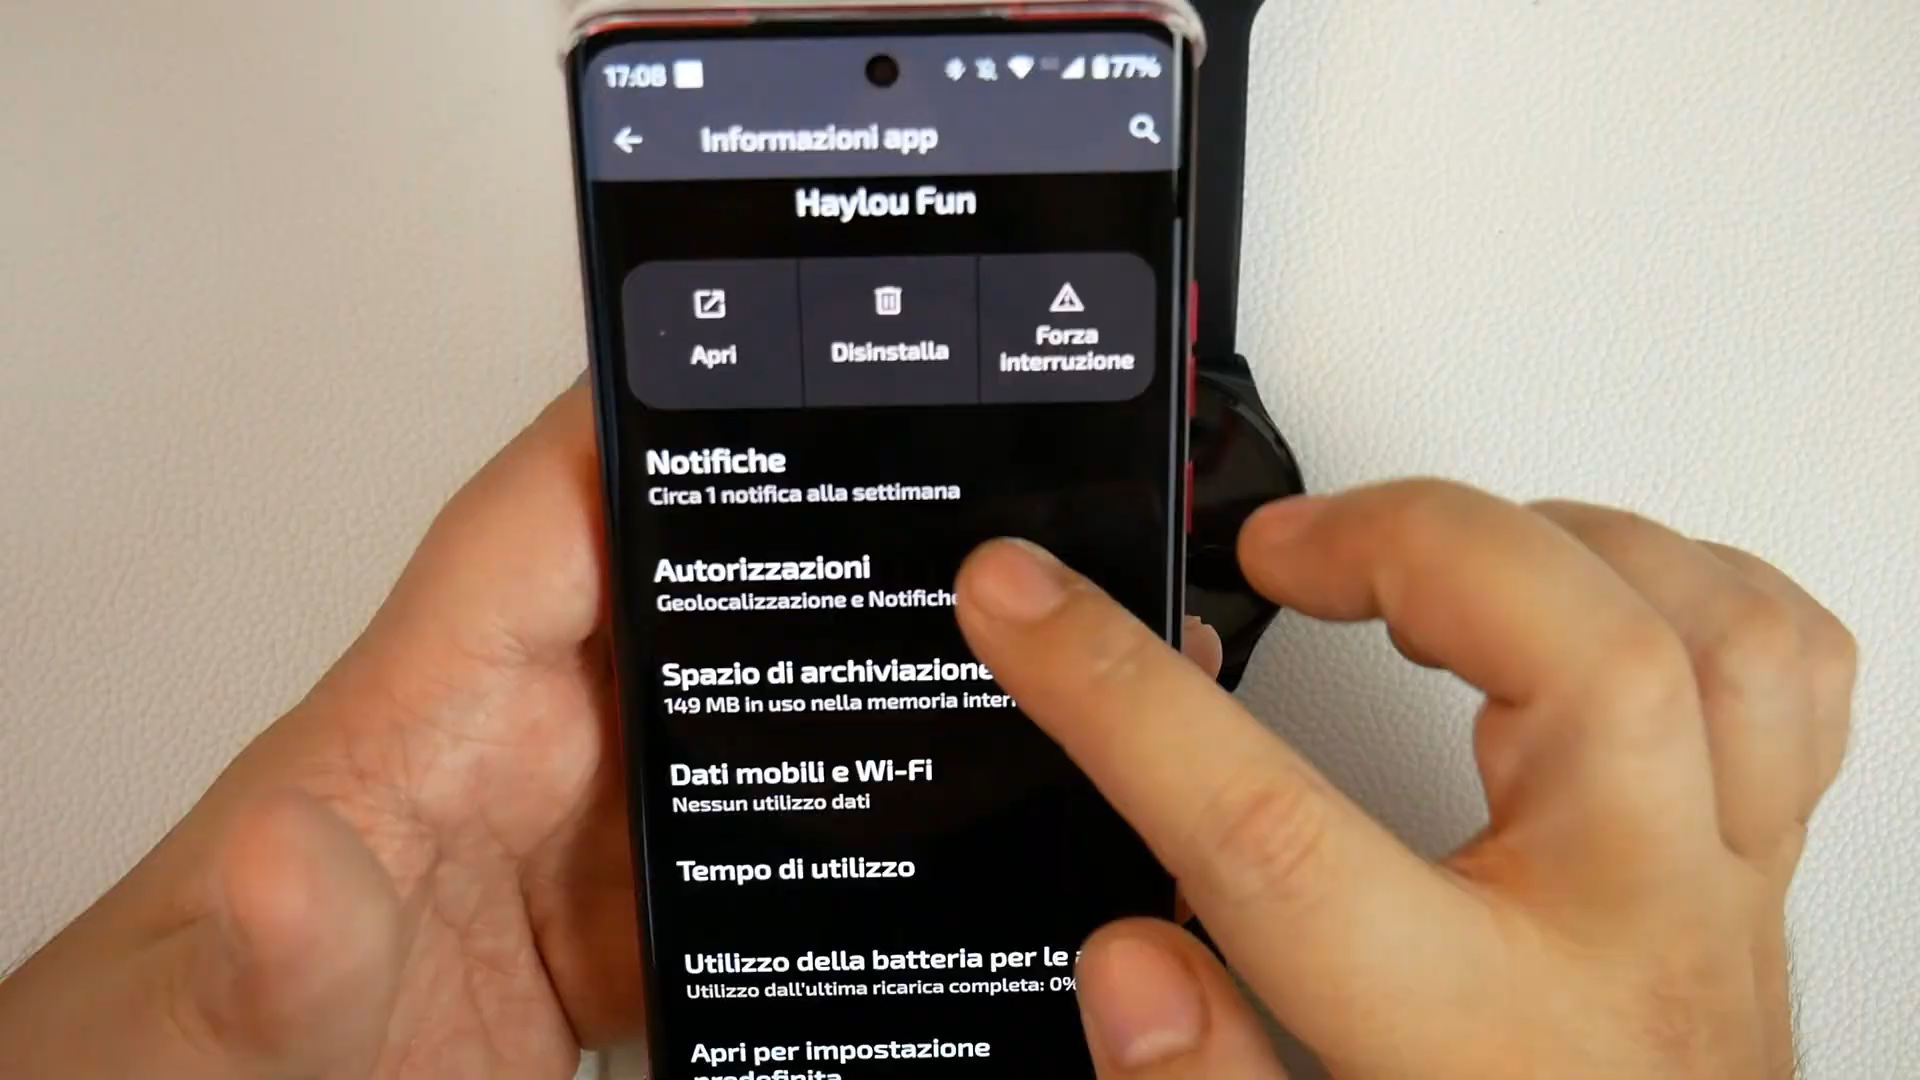 17:08
77%
Informazioni app
Haylou Fun
Apri
Disinstalla
Forza
interruzione
Notifiche
Circa 1 notifica alla settimana
Autorizzazioni
Geolocalizzazione e Notifiche
Spazio di archiviazione
149 MB in uso nella memoria inter
Dati mobili e Wi-Fi
Nessun utilizzo dati
Tempo di utilizzo
Utilizzo della batteria per le
Utilizzo dall'ultima ricarica completa: 0%
Apri per impostazione
predefinita